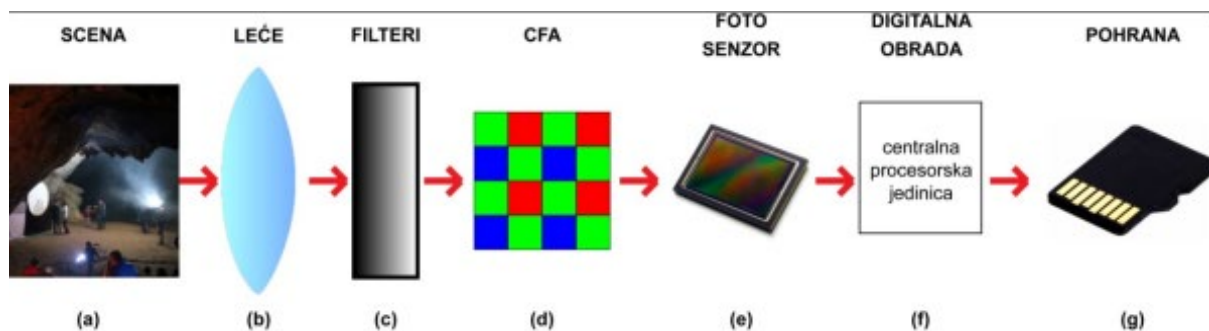 SCENA
LEĆE
FILTERI
CFA
FOTO
SENZOR
DIGITALNA
OBRADA
POHRANA
centralna
procesorska
jedinica
(a)
(b)
(c)
(d)
(e)
(f)
(g)